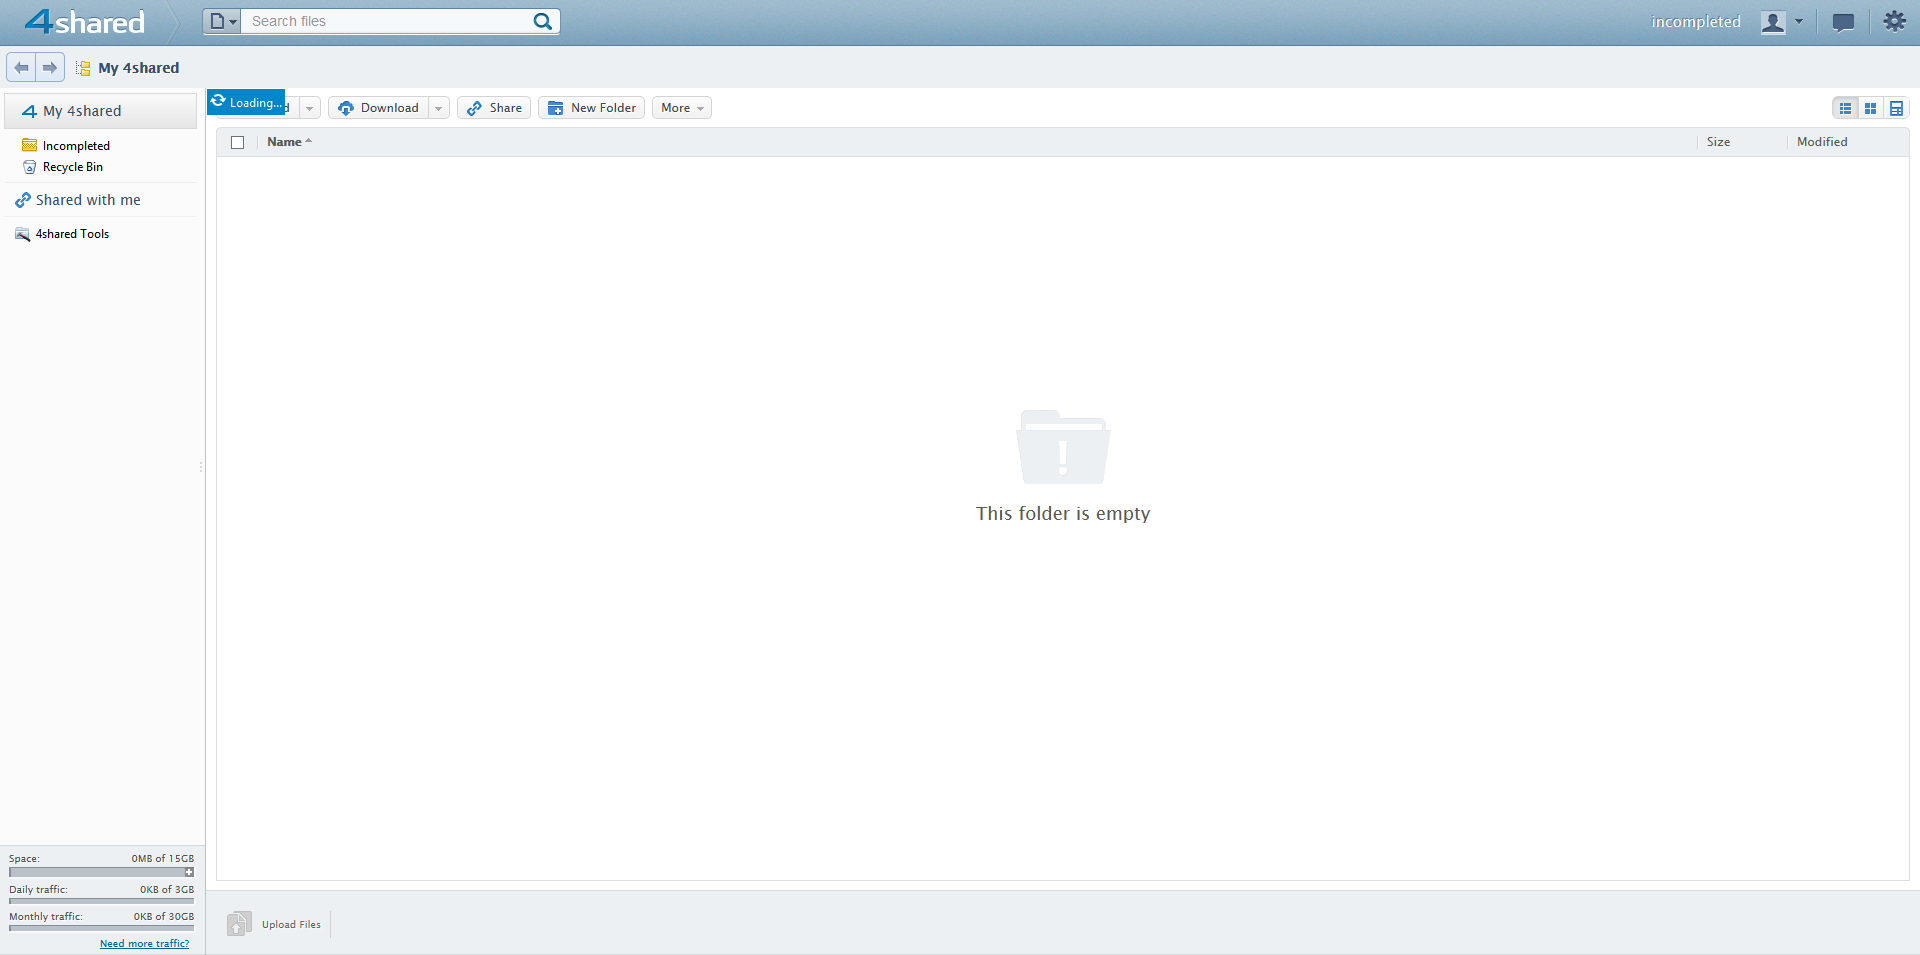 4shared
Search files
incompleted
My 4shared
My 4shared
Incompleted
Recycle Bin
Shared with me
4shared Tools
Loading...
Download
Share
New Folder
More
Name
Size
Modified
This folder is empty
Space: 0MB of 15GB
Daily traffic: 0KB of 3GB
Monthly traffic: 0KB of 30GB
Need more traffic?
Upload Files